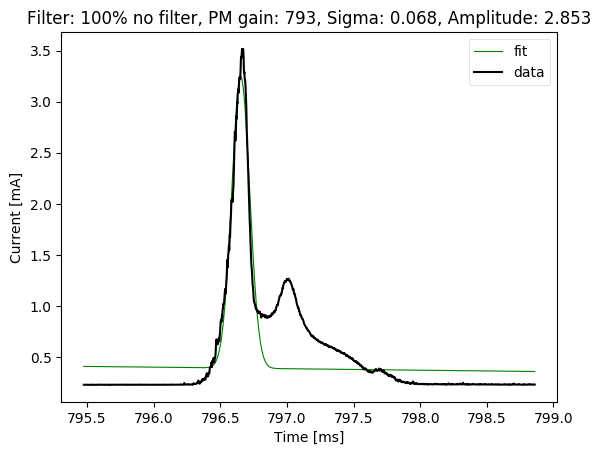 Filter: 100% no filter, PM gain: 793, Sigma: 0.068, Amplitude: 2.853
fit
data
3.5
3.0
2.5
2.0
1.5
1.0
0.5
Current [mA]
795.5 796.0 796.5 797.0 797.5 798.0 798.5 799.0
Time [ms]